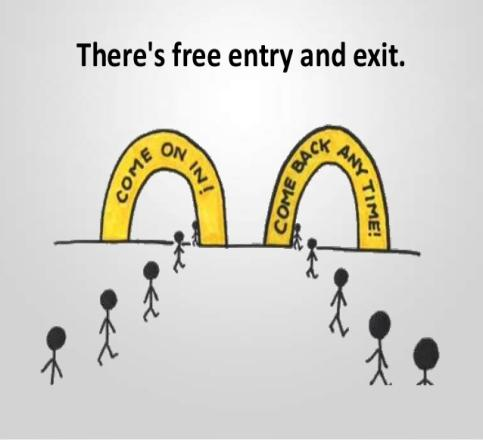 There's free entry and exit.
COME ON IN!
COME BACK ANY TIME!